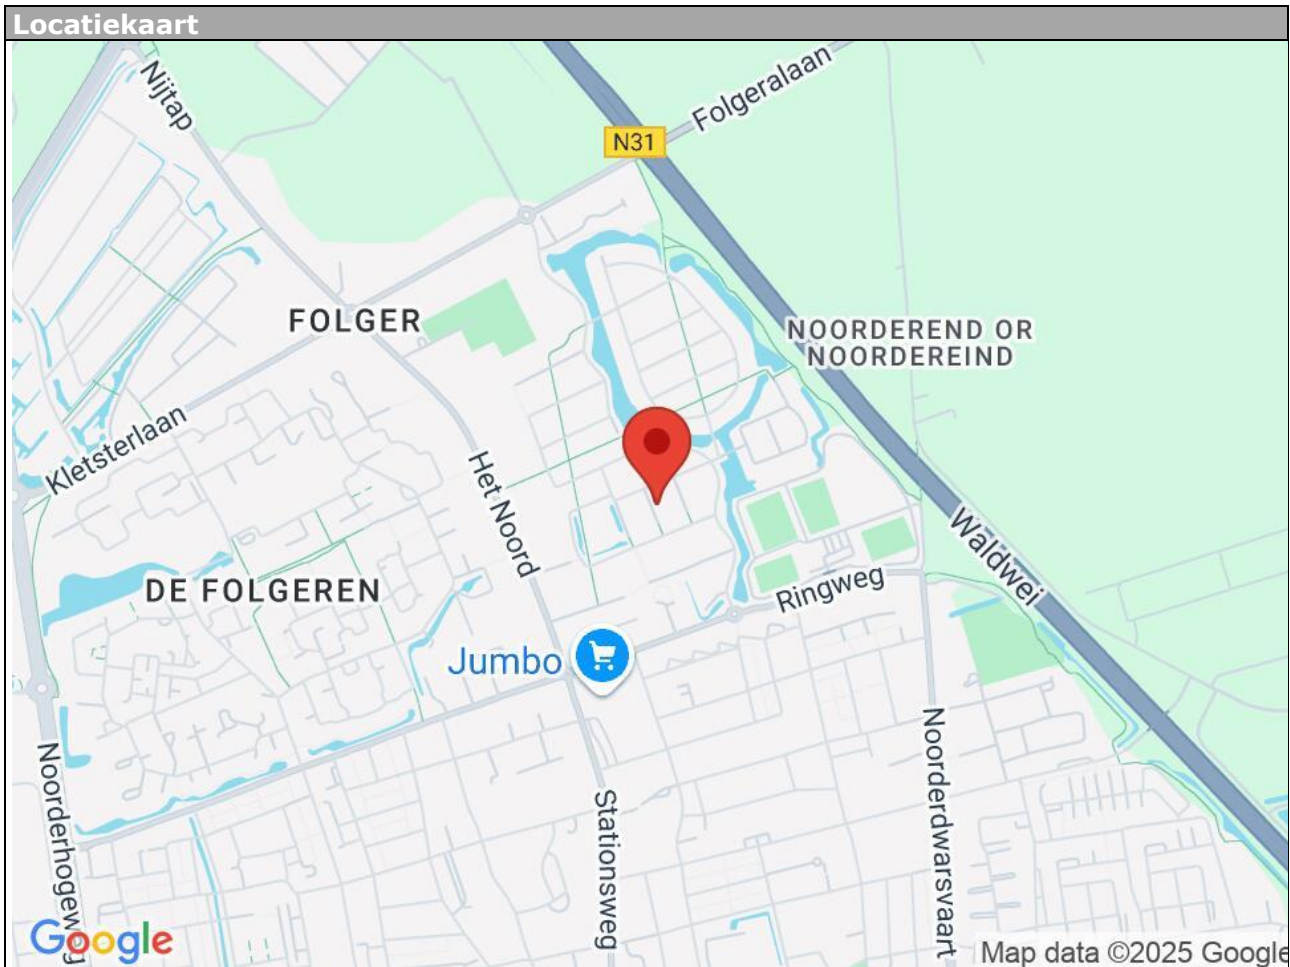 Locatiekaart
Nijtap
Folgeralaan
N31
FOLGER
NOORDEREND OR
NOORDEREIND
Kletsterlaan
Het Noord
Waldwei
DE FOLGEREN
Ringweg
Jumbo
Noorderhogeweg
Stationsweg
Noorderdwarsvaart
Google
Map data ©2025 Google